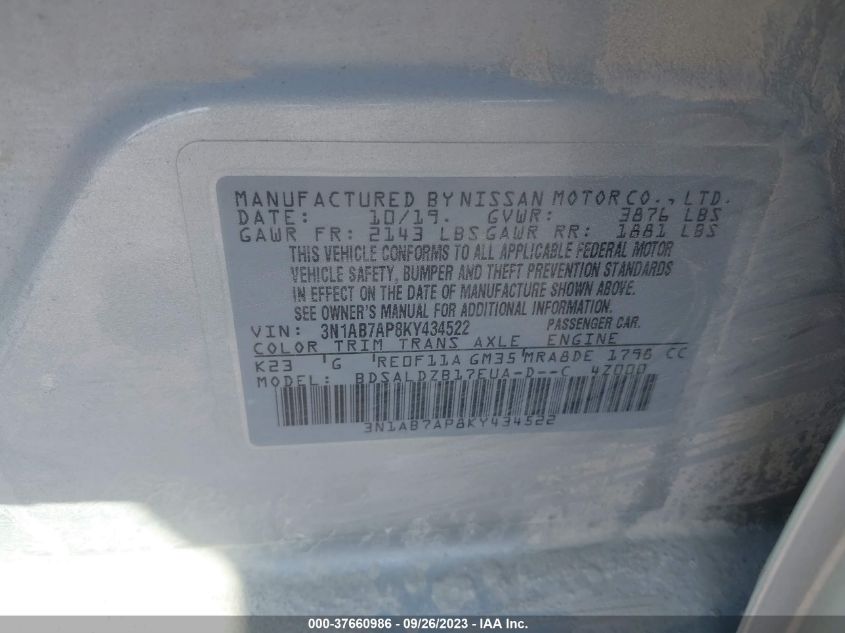 MANUFACTURED BY NISSAN MOTOR CO., LTD.
DATE: 10/19. GVWR: 3876 LBS
GAWR FR: 2143 LBS GAWR RR: 1881 LBS
THIS VEHICLE CONFORMS TO ALL APPLICABLE FEDERAL MOTOR
VEHICLE SAFETY, BUMPER AND THEFT PREVENTION STANDARDS
IN EFFECT ON THE DATE OF MANUFACTURE SHOWN ABOVE.
SEE OWNER'S MANUAL FOR ADDITIONAL INFORMATION.
VIN: 3N1AB7AP8KY434522 PASSENGER CAR.
COLOR TRIM TRANS AXLE ENGINE
K23 G RE0F11A GM35 MRA8DE 1798 CC
MODEL: BDSALDZB17EUA-D--C 4Z000
3N1AB7AP8KY434522
000-37660986 - 09/26/2023 - IAA Inc.